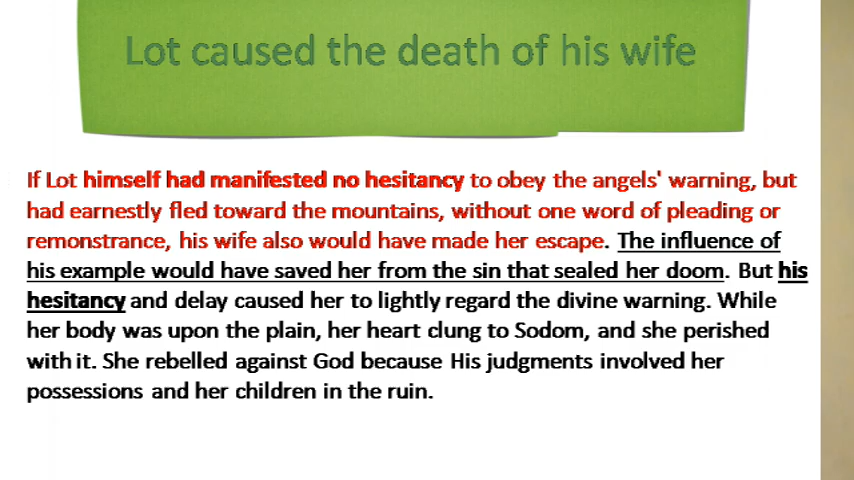 Lot caused the death of his wife
If Lot himself had manifested no hesitancy to obey the angels' warning, but
had earnestly fled toward the mountains, without one word of pleading or
remonstrance, his wife also would have made her escape. The influence of
his example would have saved her from the sin that sealed her doom. But his
hesitancy and delay caused her to lightly regard the divine warning. While
her body was upon the plain, her heart clung to Sodom, and she perished
with it. She rebelled against God because His judgments involved her
possessions and her children in the ruin.